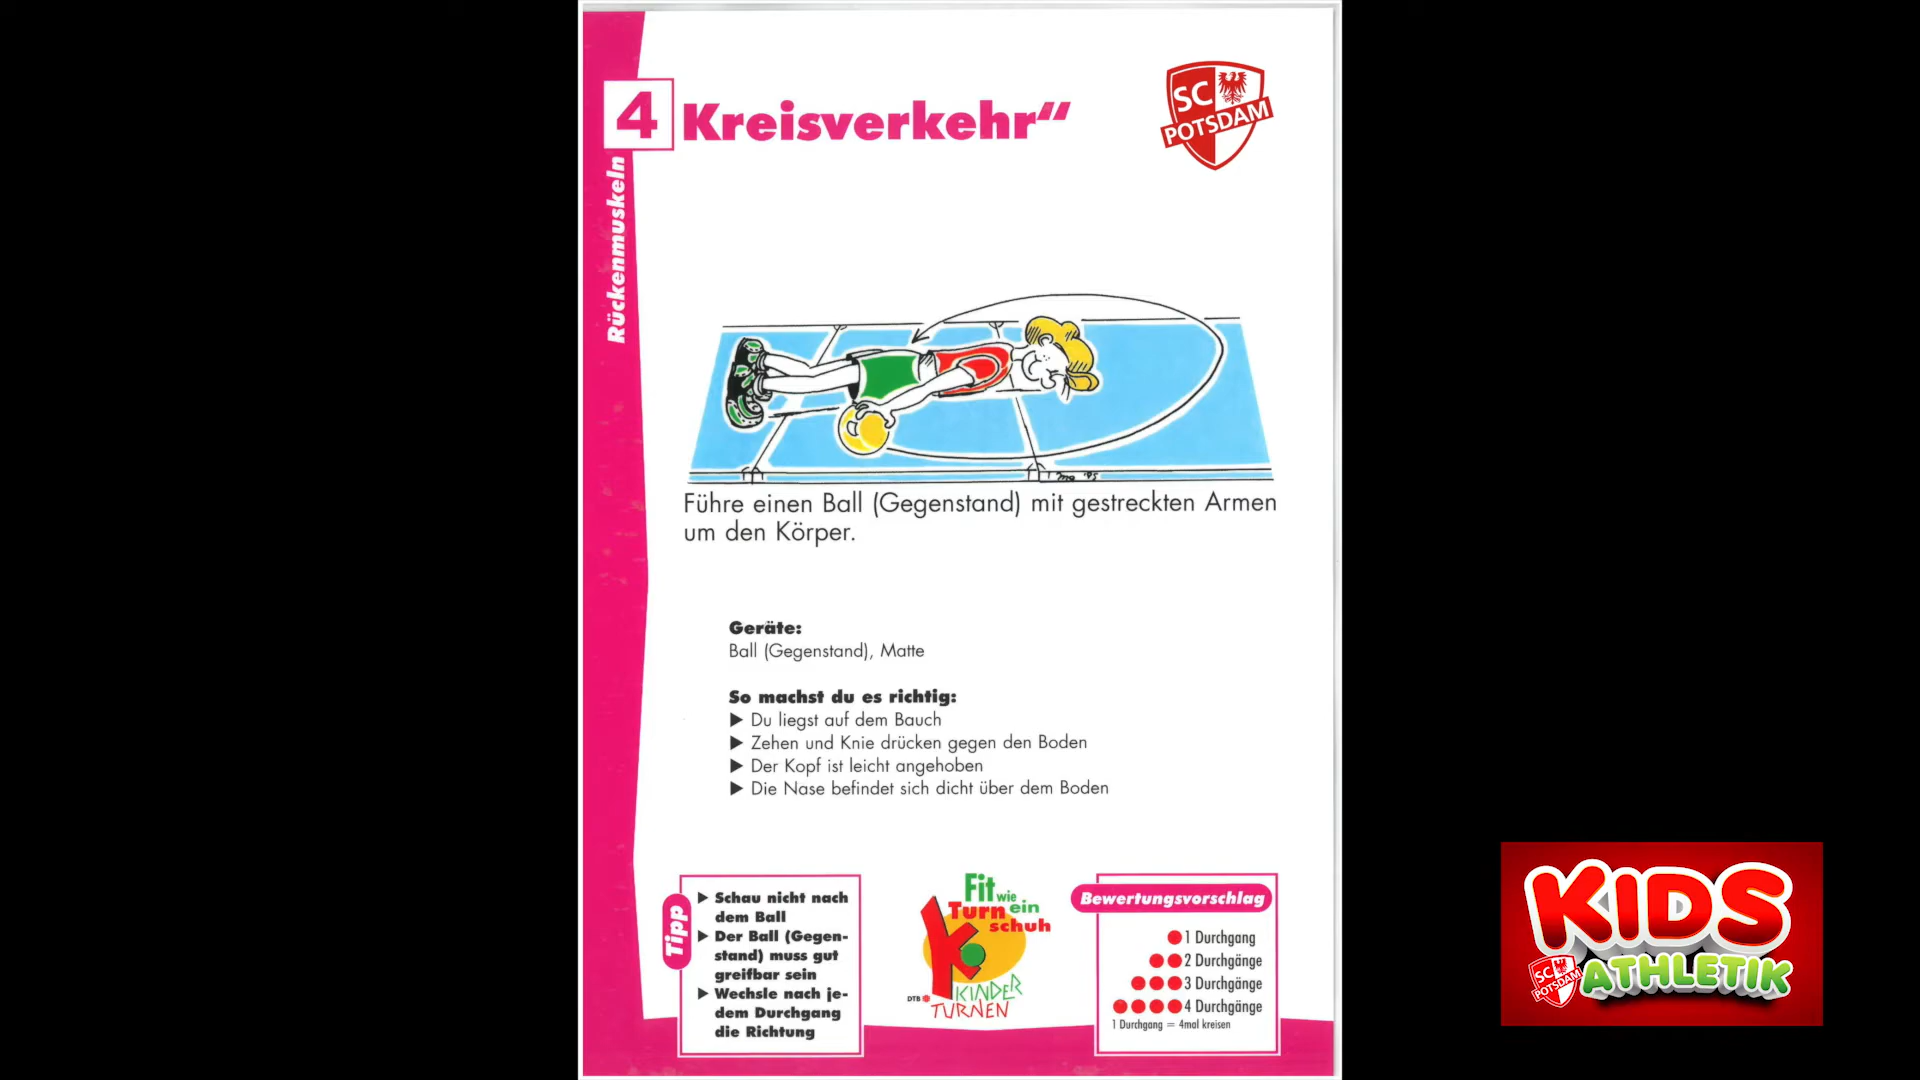 4
Kreisverkehr“
SC
POTSDAM
Rückenmuskeln
Führe einen Ball (Gegenstand) mit gestreckten Armen
um den Körper.
Geräte:
Ball (Gegenstand), Matte
So machst du es richtig:
▶ Du liegst auf dem Bauch
▶ Zehen und Knie drücken gegen den Boden
▶ Der Kopf ist leicht angehoben
▶ Die Nase befindet sich dicht über dem Boden
Tipp
▶ Schau nicht nach
dem Ball
▶ Der Ball (Gegen-
stand) muss gut
greifbar sein
▶ Wechsle nach je-
dem Durchgang
die Richtung
Fit wie
Turn ein
schuh
DTB
KINDER
TURNEN
Bewertungsvorschlag
1 Durchgang
2 Durchgänge
3 Durchgänge
4 Durchgänge
1 Durchgang = 4mal kreisen
KIDS
SC
POTSDAM
ATHLETIK